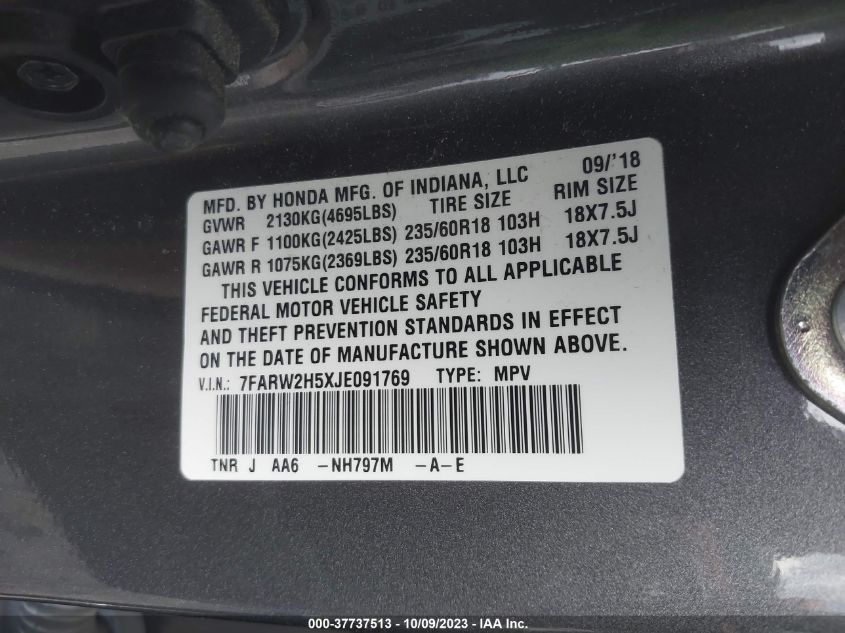 MFD. BY HONDA MFG. OF INDIANA, LLC 09/'18
GVWR 2130KG(4695LBS) TIRE SIZE RIM SIZE
GAWR F 1100KG(2425LBS) 235/60R18 103H 18X7.5J
GAWR R 1075KG(2369LBS) 235/60R18 103H 18X7.5J
THIS VEHICLE CONFORMS TO ALL APPLICABLE
FEDERAL MOTOR VEHICLE SAFETY
AND THEFT PREVENTION STANDARDS IN EFFECT
ON THE DATE OF MANUFACTURE SHOWN ABOVE.
V.I.N.: 7FARW2H5XJE091769 TYPE: MPV
TNR J AA6 -NH797M -A-E
000-37737513 - 10/09/2023 - IAA Inc.